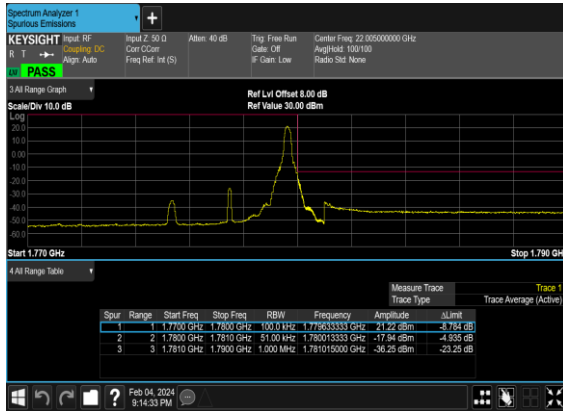 Spectrum Analyzer 1
Spurious Emissions
+
KEYSIGHT Input: RF Input Z: 50 Ω Atten: 40 dB Trig: Free Run Center Freq: 22.005000000 GHz
R T Coupling: DC Corr CCorr Gate: Off Avg|Hold: 100/100
Align: Auto Freq Ref: Int (S) IF Gain: Low Radio Std: None
PASS
3 All Range Graph
Scale/Div 10.0 dB
Ref Lvl Offset 8.00 dB
Ref Value 30.00 dBm
Log
20.0
10.0
0.00
-10.0
-20.0
-30.0
-40.0
-50.0
-60.0
Start 1.770 GHz Stop 1.790 GH
4 All Range Table
Measure Trace Trace 1
Trace Type Trace Average (Active)
Spur Range Start Freq Stop Freq RBW Frequency Amplitude ΔLimit
1 1 1.7700 GHz 1.7800 GHz 100.0 kHz 1.779633333 GHz 21.22 dBm -8.784 dB
2 2 1.7800 GHz 1.7810 GHz 51.00 kHz 1.780013333 GHz -17.94 dBm -4.935 dB
3 3 1.7810 GHz 1.7900 GHz 1.000 MHz 1.781015000 GHz -36.25 dBm -23.25 dB
? Feb 04, 2024
9:14:33 PM